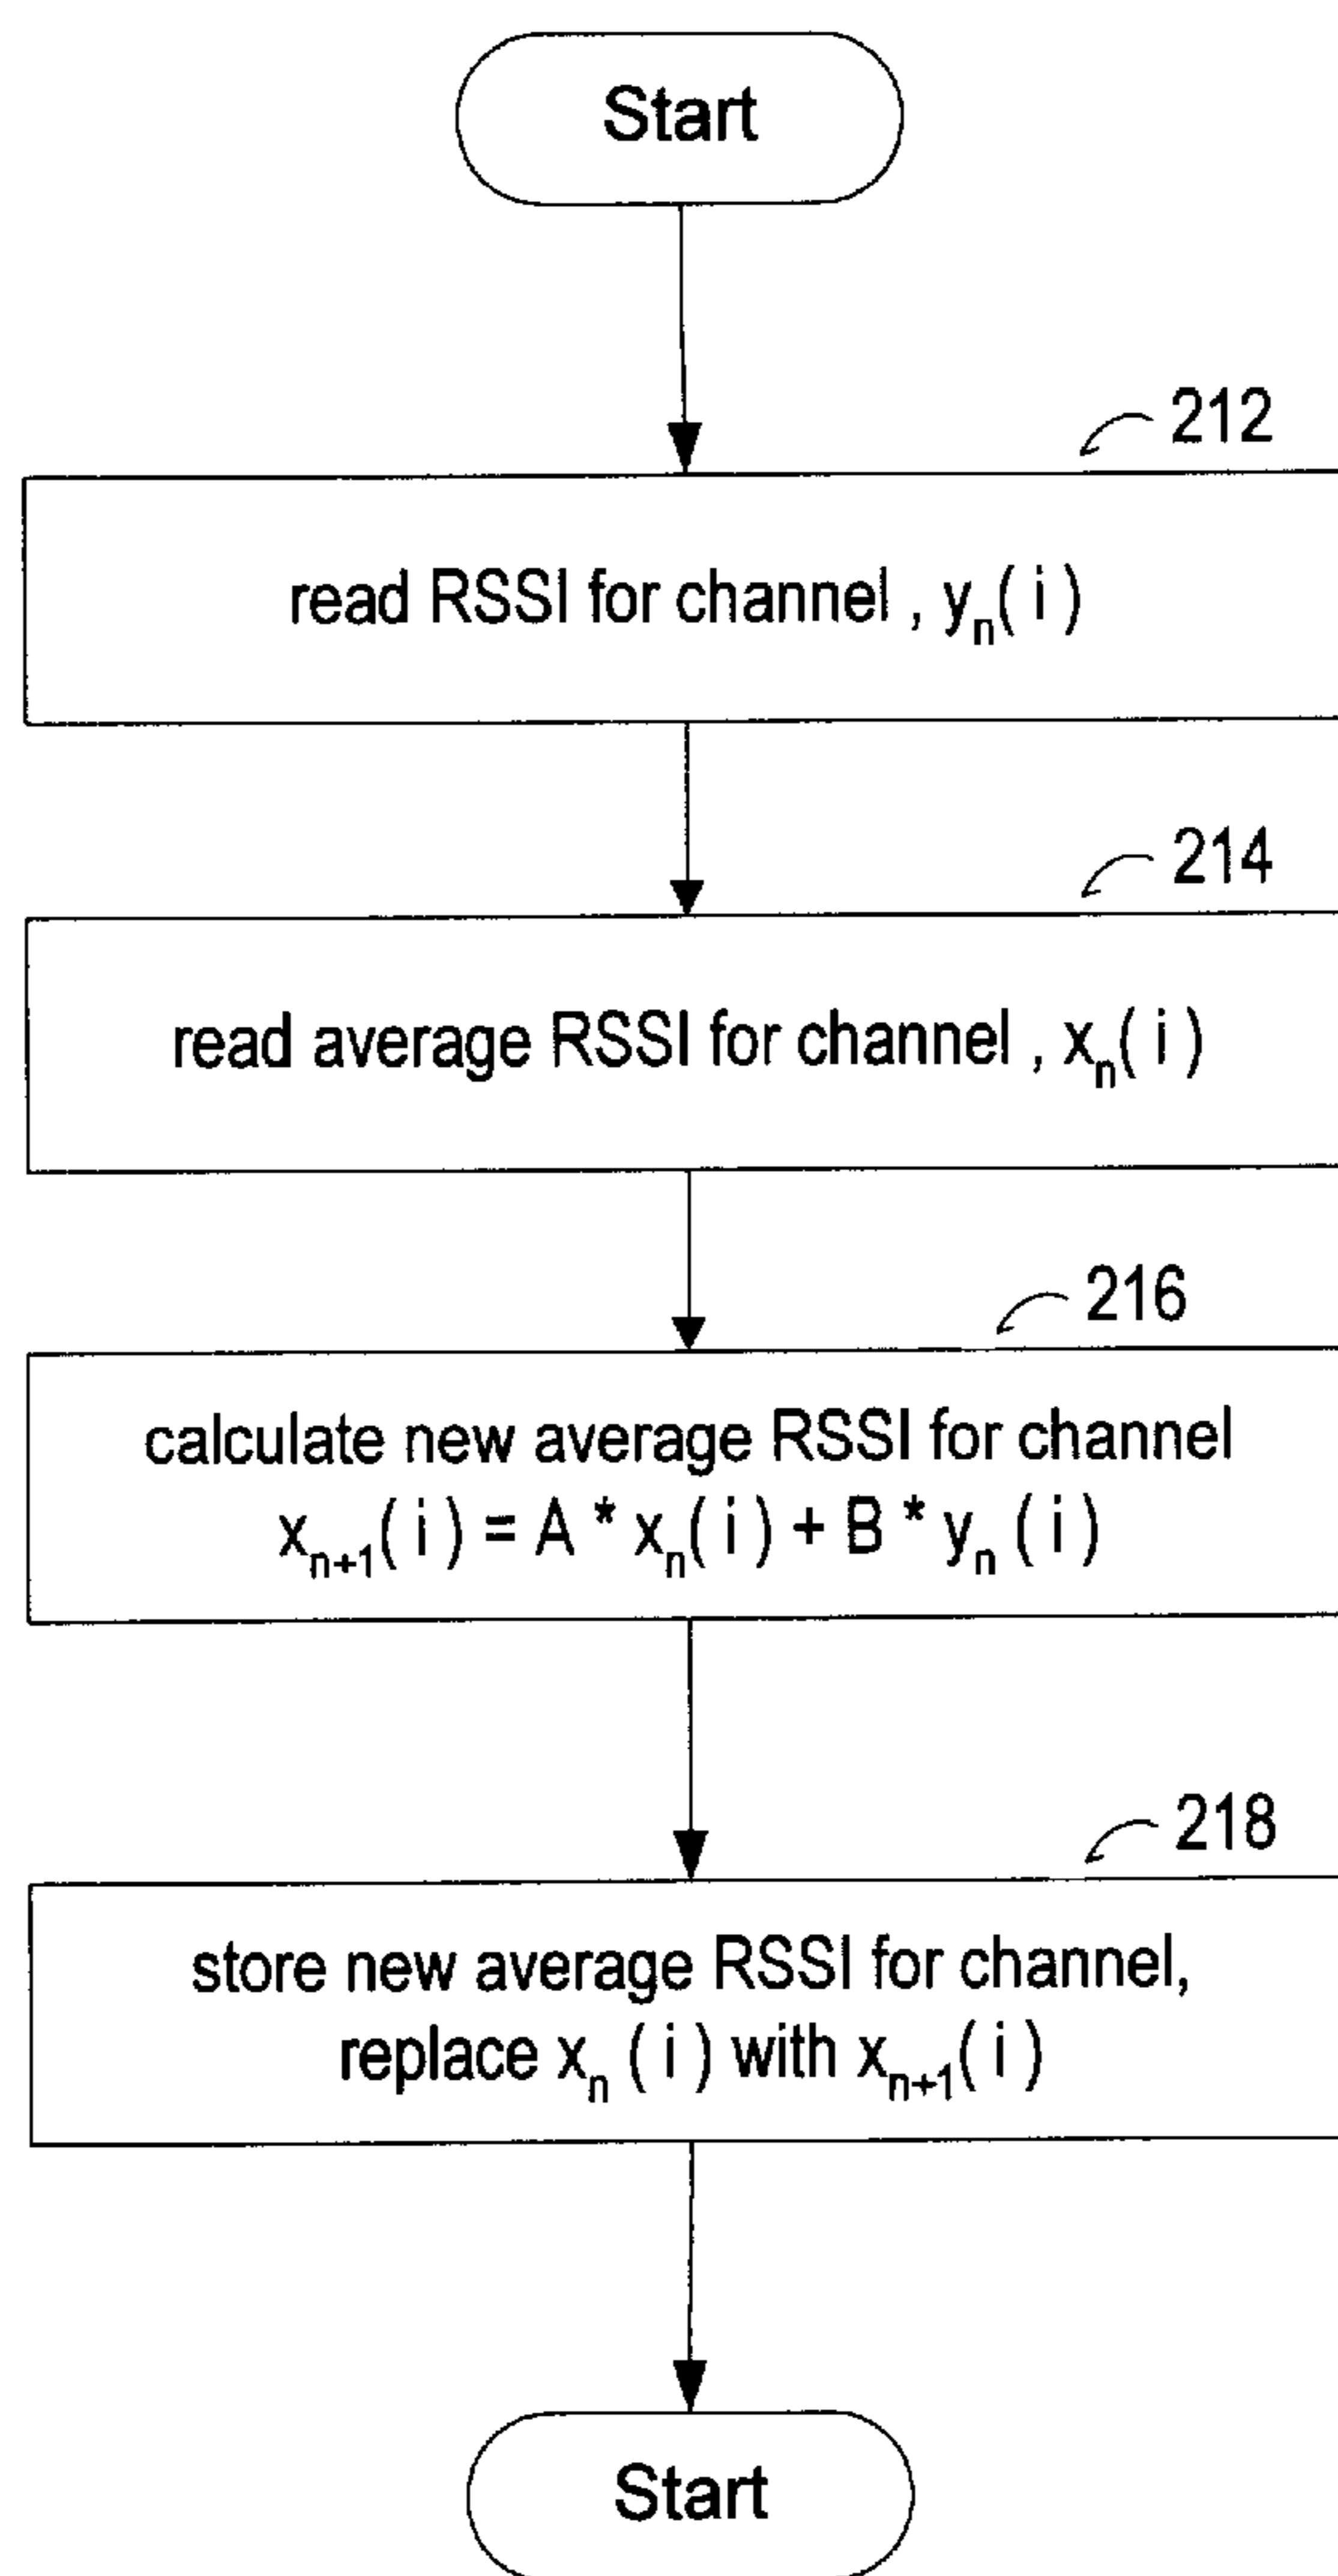 Start
212
read RSSI for channel , yn( i )
214
read average RSSI for channel , xn( i )
216
calculate new average RSSI for channel
xn+1( i ) = A * xn( i ) + B * yn ( i )
218
store new average RSSI for channel,
replace xn ( i ) with xn+1( i )
Start